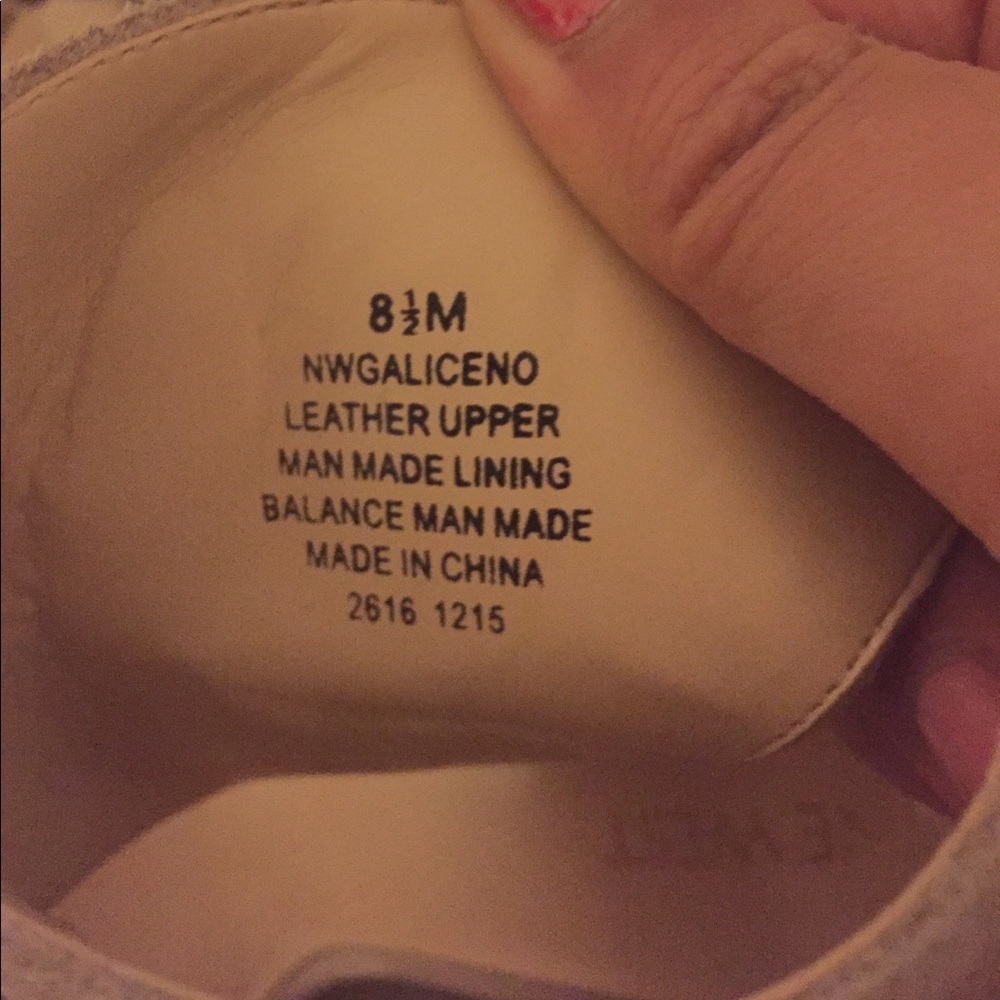 8½M
NWGALICENO
LEATHER UPPER
MAN MADE LINING
BALANCE MAN MADE
MADE IN CHINA
2616 1215